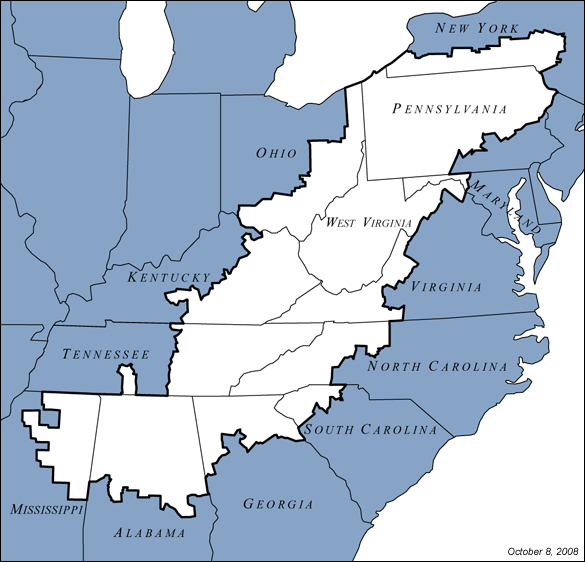 NEW YORK
PENNSYLVANIA
OHIO
MARYLAND
WEST VIRGINIA
KENTUCKY
VIRGINIA
TENNESSEE
NORTH CAROLINA
SOUTH CAROLINA
MISSISSIPPI
GEORGIA
ALABAMA
October 8, 2008